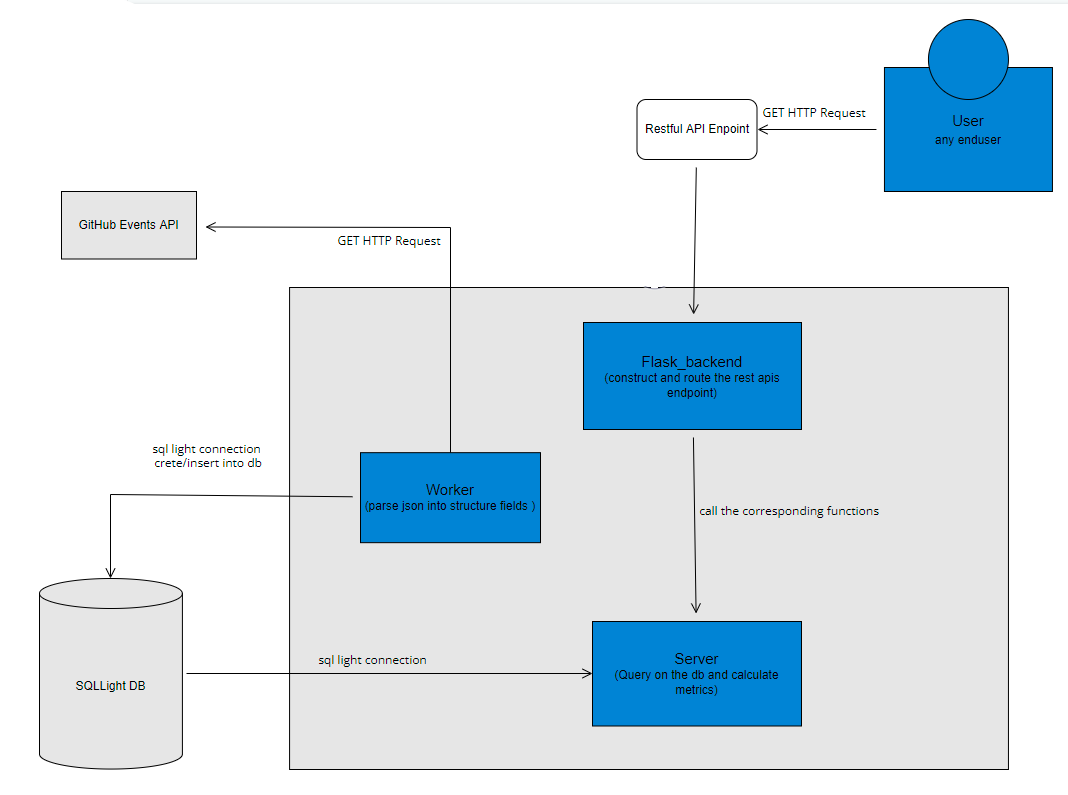 User
any enduser
GET HTTP Request
Restful API Enpoint
GitHub Events API
GET HTTP Request
Flask_backend
(construct and route the rest apis
endpoint)
sql light connection
crete/insert into db
Worker
(parse json into structure fields )
call the corresponding functions
SQLLight DB
sql light connection
Server
(Query on the db and calculate
metrics)